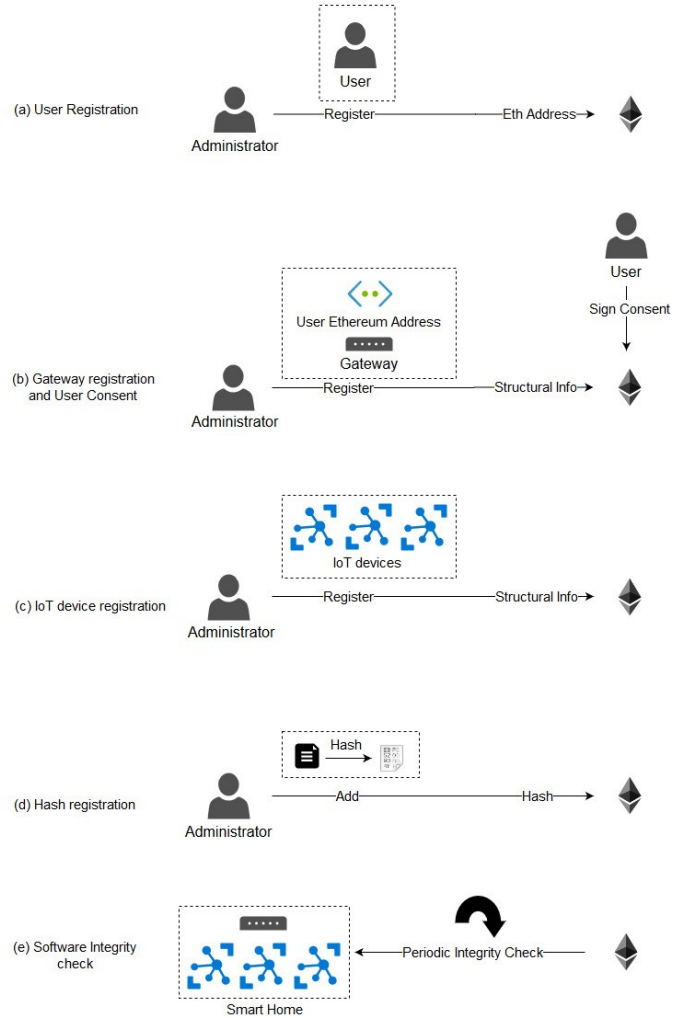 User
(a) User Registration
Register
Eth Address
Administrator
User
Sign Consent
User Ethereum Address
Gateway
(b) Gateway registration
and User Consent
Register
Structural Info
Administrator
IoT devices
(c) IoT device registration
Register
Structural Info
Administrator
Hash
(d) Hash registration
Add
Hash
Administrator
(e) Software Integrity
check
Periodic Integrity Check
Smart Home